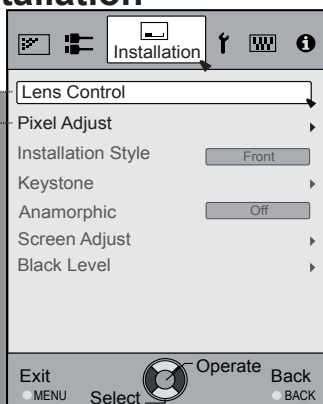 Installation
Lens Control
Pixel Adjust
Installation Style
Front
Keystone
Anamorphic
Off
Screen Adjust
Black Level
Exit
MENU
Select
Operate
Back
BACK